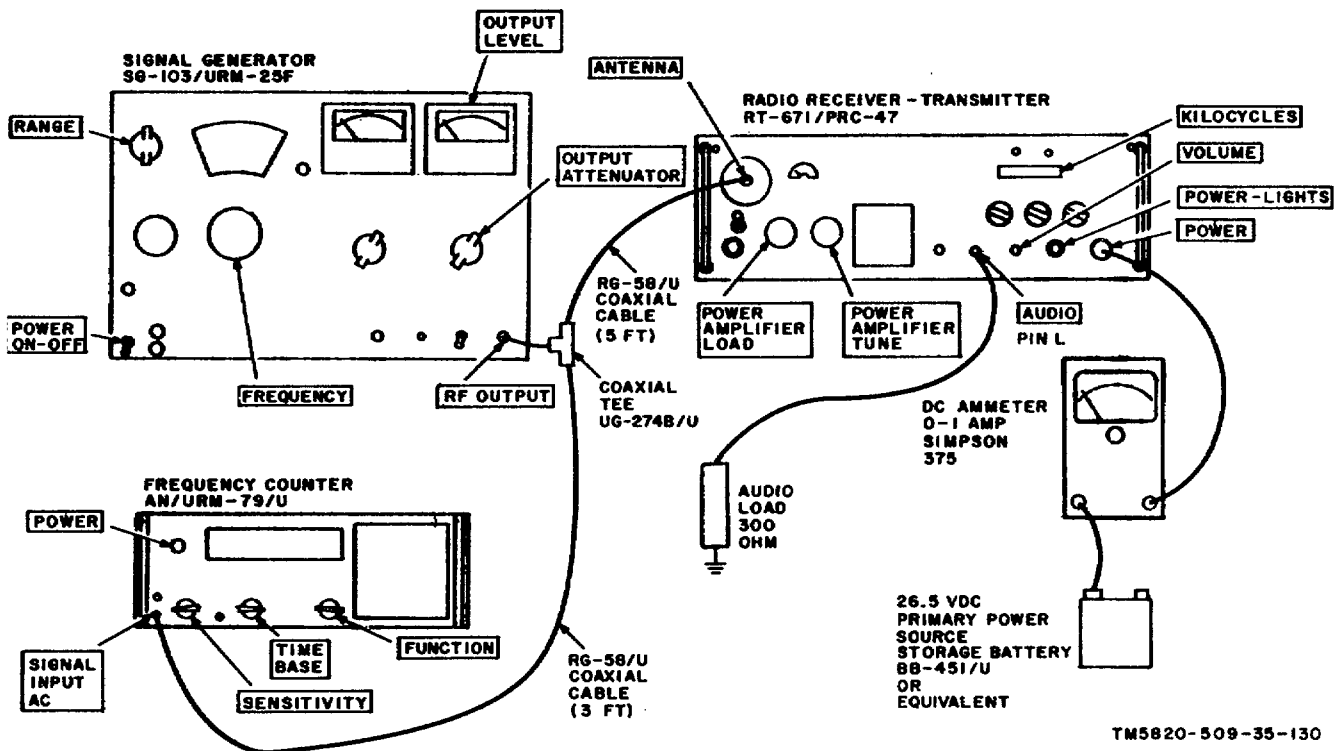 OUTPUT
LEVEL
SIGNAL GENERATOR
SG-103/URM-25F
RANGE
OUTPUT
ATTENUATOR
POWER
ON-OFF
FREQUENCY
RF OUTPUT
ANTENNA
RADIO RECEIVER-TRANSMITTER
RT-671/PRC-47
KILOCYCLES
VOLUME
POWER-LIGHTS
POWER
RG-58/U
COAXIAL
CABLE
(5 FT)
POWER
AMPLIFIER
LOAD
POWER
AMPLIFIER
TUNE
AUDIO
PIN L
COAXIAL
TEE
UG-274B/U
DC AMMETER
0-1 AMP
SIMPSON
375
FREQUENCY COUNTER
AN/URM-79/U
POWER
AUDIO
LOAD
300
OHM
SIGNAL
INPUT
AC
TIME
BASE
FUNCTION
SENSITIVITY
RG-58/U
COAXIAL
CABLE
(3 FT)
26.5 VDC
PRIMARY POWER
SOURCE
STORAGE BATTERY
BB-451/U
OR
EQUIVALENT
TM5820-509-35-130